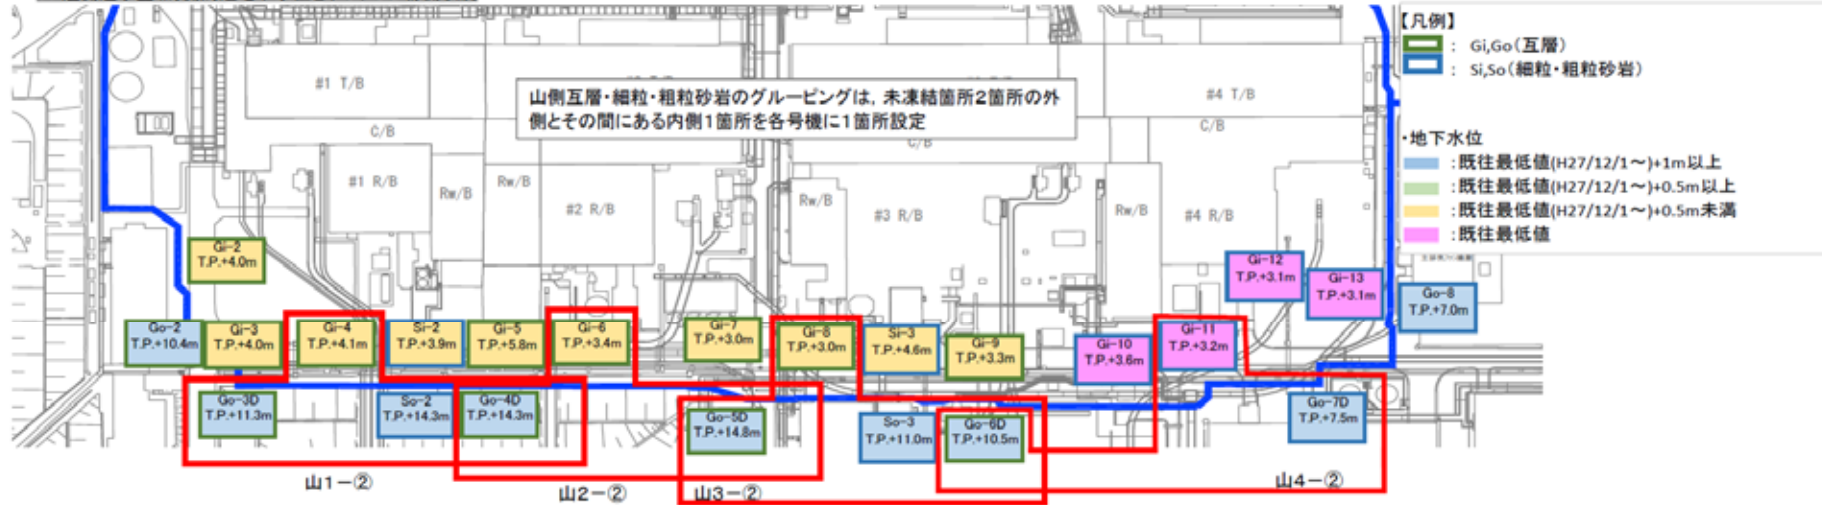 【凡例】
: Gi,Go(互層)
: Si,So(細粒・粗粒砂岩)
・地下水位
:既往最低値(H27/12/1～)+1m以上
:既往最低値(H27/12/1～)+0.5m以上
:既往最低値(H27/12/1～)+0.5m未満
:既往最低値
#1 T/B
山側互層・細粒・粗粒砂岩のグルーピングは, 未凍結箇所2箇所の外
側とその間にある内側1箇所を各号機に1箇所設定
#4 T/B
C/B
C/B
C/B
#1 R/B
Rw/B
Rw/B
#2 R/B
Rw/B
#3 R/B
Rw/B
#4 R/B
Gi-2
T.P.+4.0m
Gi-12
T.P.+3.1m
Gi-13
T.P.+3.1m
Go-8
T.P.+7.0m
Go-2
T.P.+10.4m
Gi-3
T.P.+4.0m
Gi-4
T.P.+4.1m
Si-2
T.P.+3.9m
Gi-5
T.P.+5.8m
Gi-6
T.P.+3.4m
Gi-7
T.P.+3.0m
Gi-8
T.P.+3.0m
Si-3
T.P.+4.6m
Gi-9
T.P.+3.3m
Gi-10
T.P.+3.6m
Gi-11
T.P.+3.2m
Go-3D
T.P.+11.3m
So-2
T.P.+14.3m
Go-4D
T.P.+14.3m
Go-5D
T.P.+14.8m
So-3
T.P.+11.0m
Go-6D
T.P.+10.5m
Go-7D
T.P.+7.5m
山1-②
山2-②
山3-②
山4-②